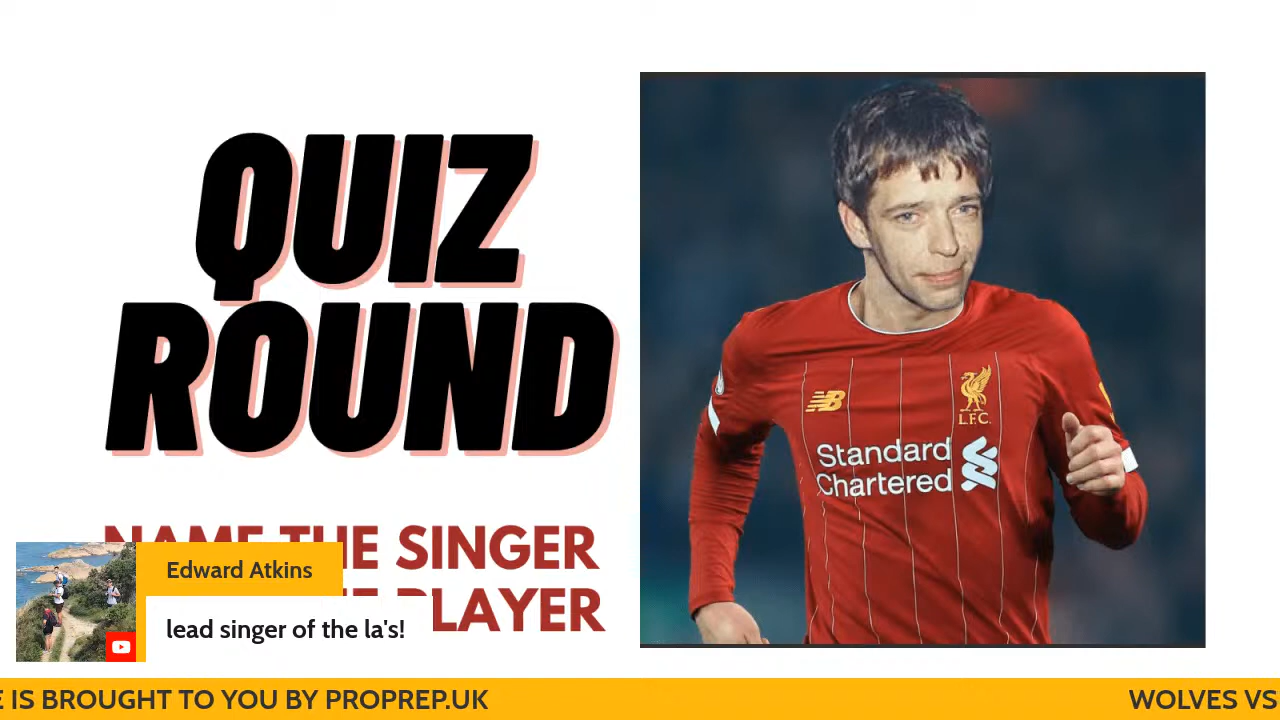 QUIZ
ROUND
NAME THE SINGER
PLAYER
Edward Atkins
lead singer of the la's!
L.F.C.
Standard
Chartered
E IS BROUGHT TO YOU BY PROPREP.UK
WOLVES VS